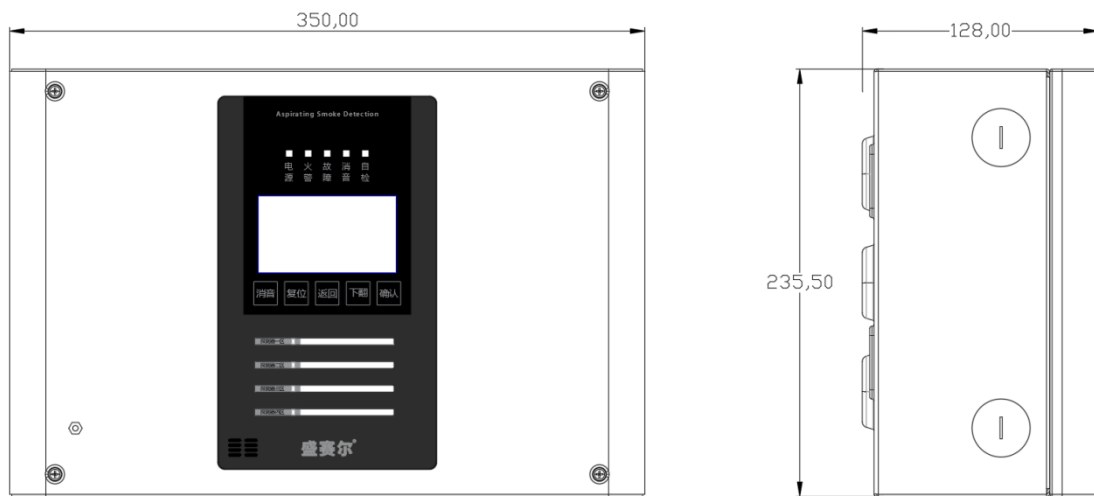 350,00
128,00
235,50
Aspirating Smoke Detection
电源 火警 故障 消音 自检
消音 复位 返回 下翻 确认
盛赛尔®